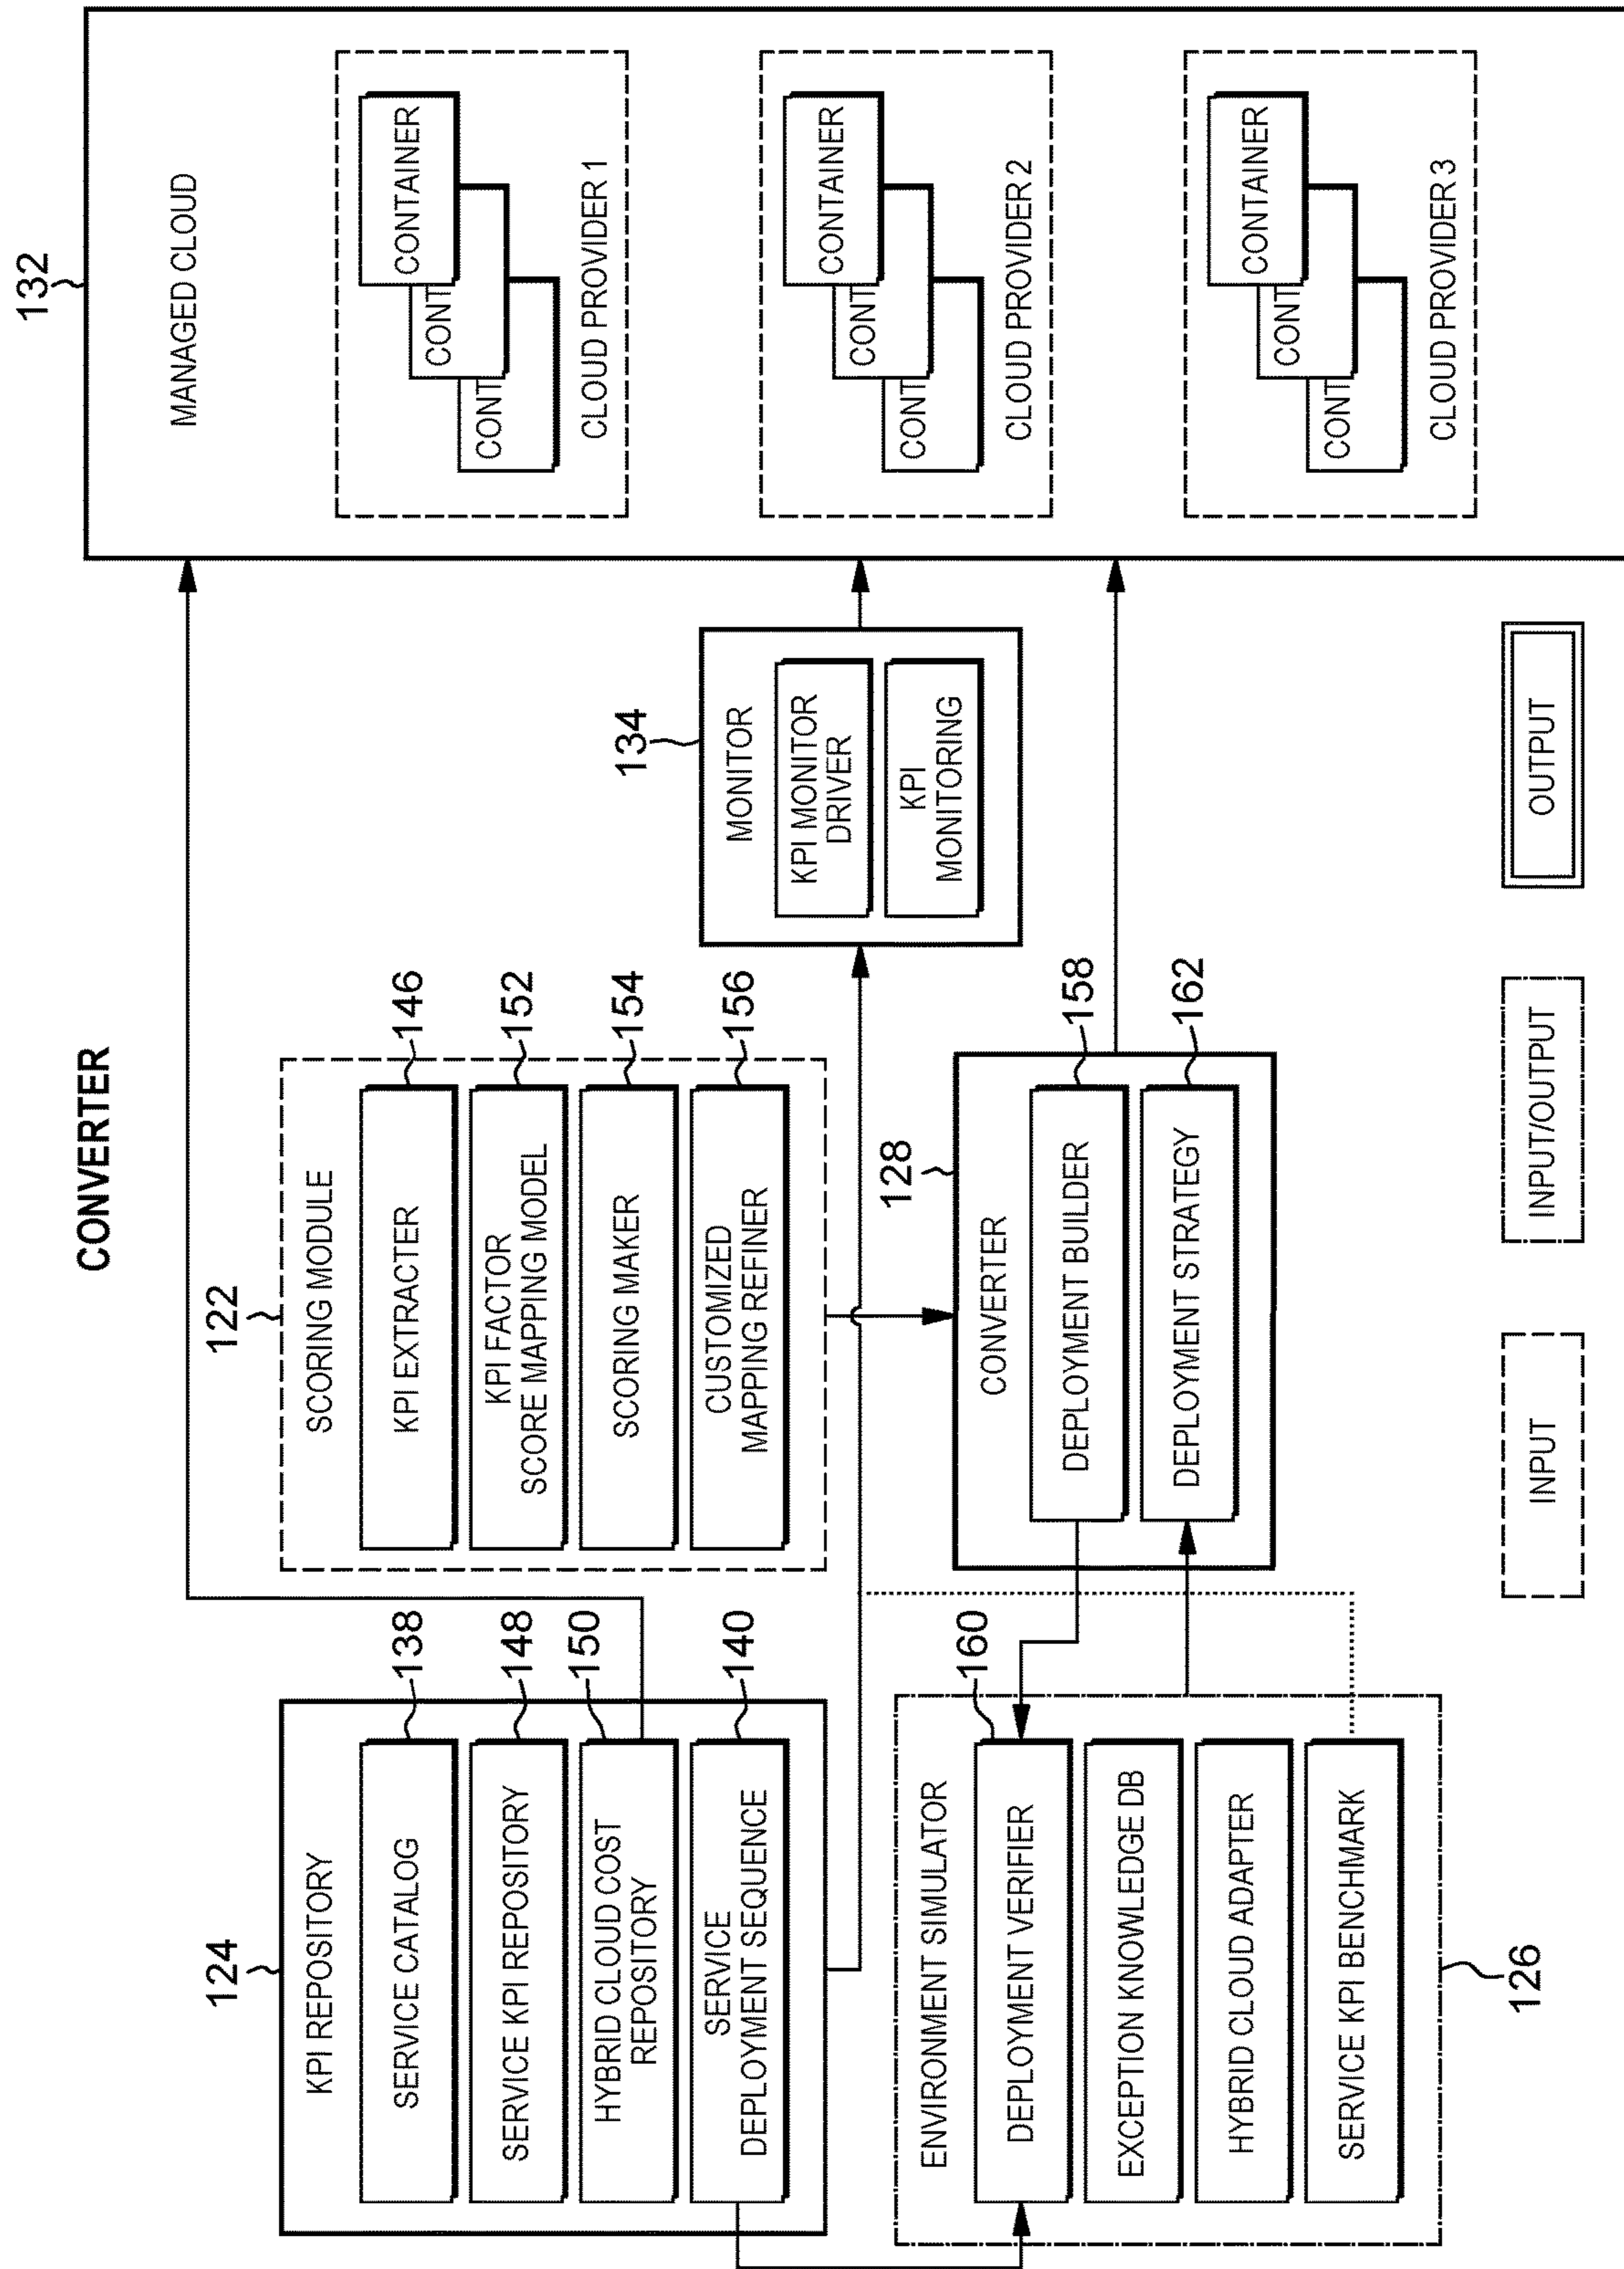 CONVERTER
124
KPI REPOSITORY
SERVICE CATALOG
138
SERVICE KPI REPOSITORY
148
HYBRID CLOUD COST
REPOSITORY
150
SERVICE
DEPLOYMENT SEQUENCE
140
122
SCORING MODULE
KPI EXTRACTER
146
KPI FACTOR
SCORE MAPPING MODEL
152
SCORING MAKER
154
CUSTOMIZED
MAPPING REFINER
156
134
MONITOR
KPI MONITOR
DRIVER
KPI
MONITORING
132
MANAGED CLOUD
CONTAINER
CONT
CONT
CLOUD PROVIDER 1
CONTAINER
CONT
CONT
CLOUD PROVIDER 2
CONTAINER
CONT
CONT
CLOUD PROVIDER 3
ENVIRONMENT SIMULATOR
160
DEPLOYMENT VERIFIER
EXCEPTION KNOWLEDGE DB
HYBRID CLOUD ADAPTER
SERVICE KPI BENCHMARK
126
128
CONVERTER
DEPLOYMENT BUILDER
158
DEPLOYMENT STRATEGY
162
INPUT
INPUT/OUTPUT
OUTPUT